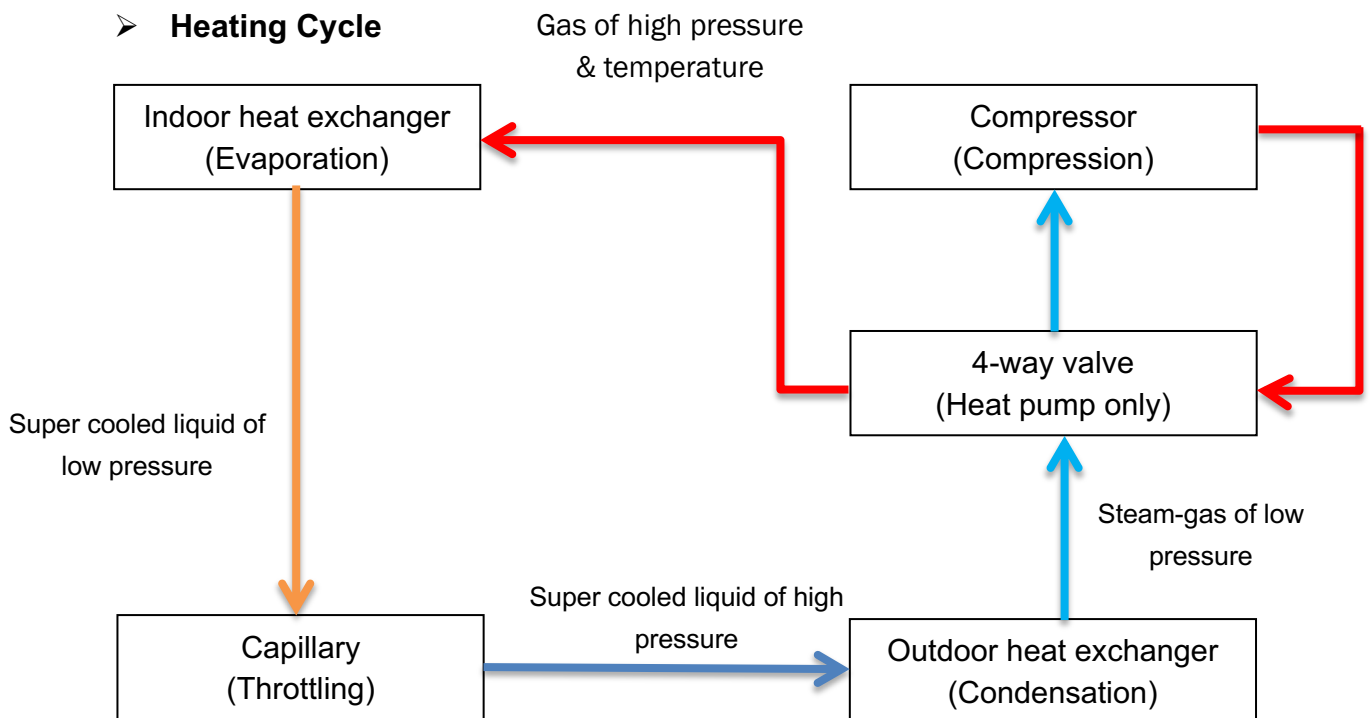 ➢ Heating Cycle
Gas of high pressure
& temperature
Indoor heat exchanger
(Evaporation)
Compressor
(Compression)
4-way valve
(Heat pump only)
Super cooled liquid of
low pressure
Steam-gas of low
pressure
Super cooled liquid of high
pressure
Capillary
(Throttling)
Outdoor heat exchanger
(Condensation)